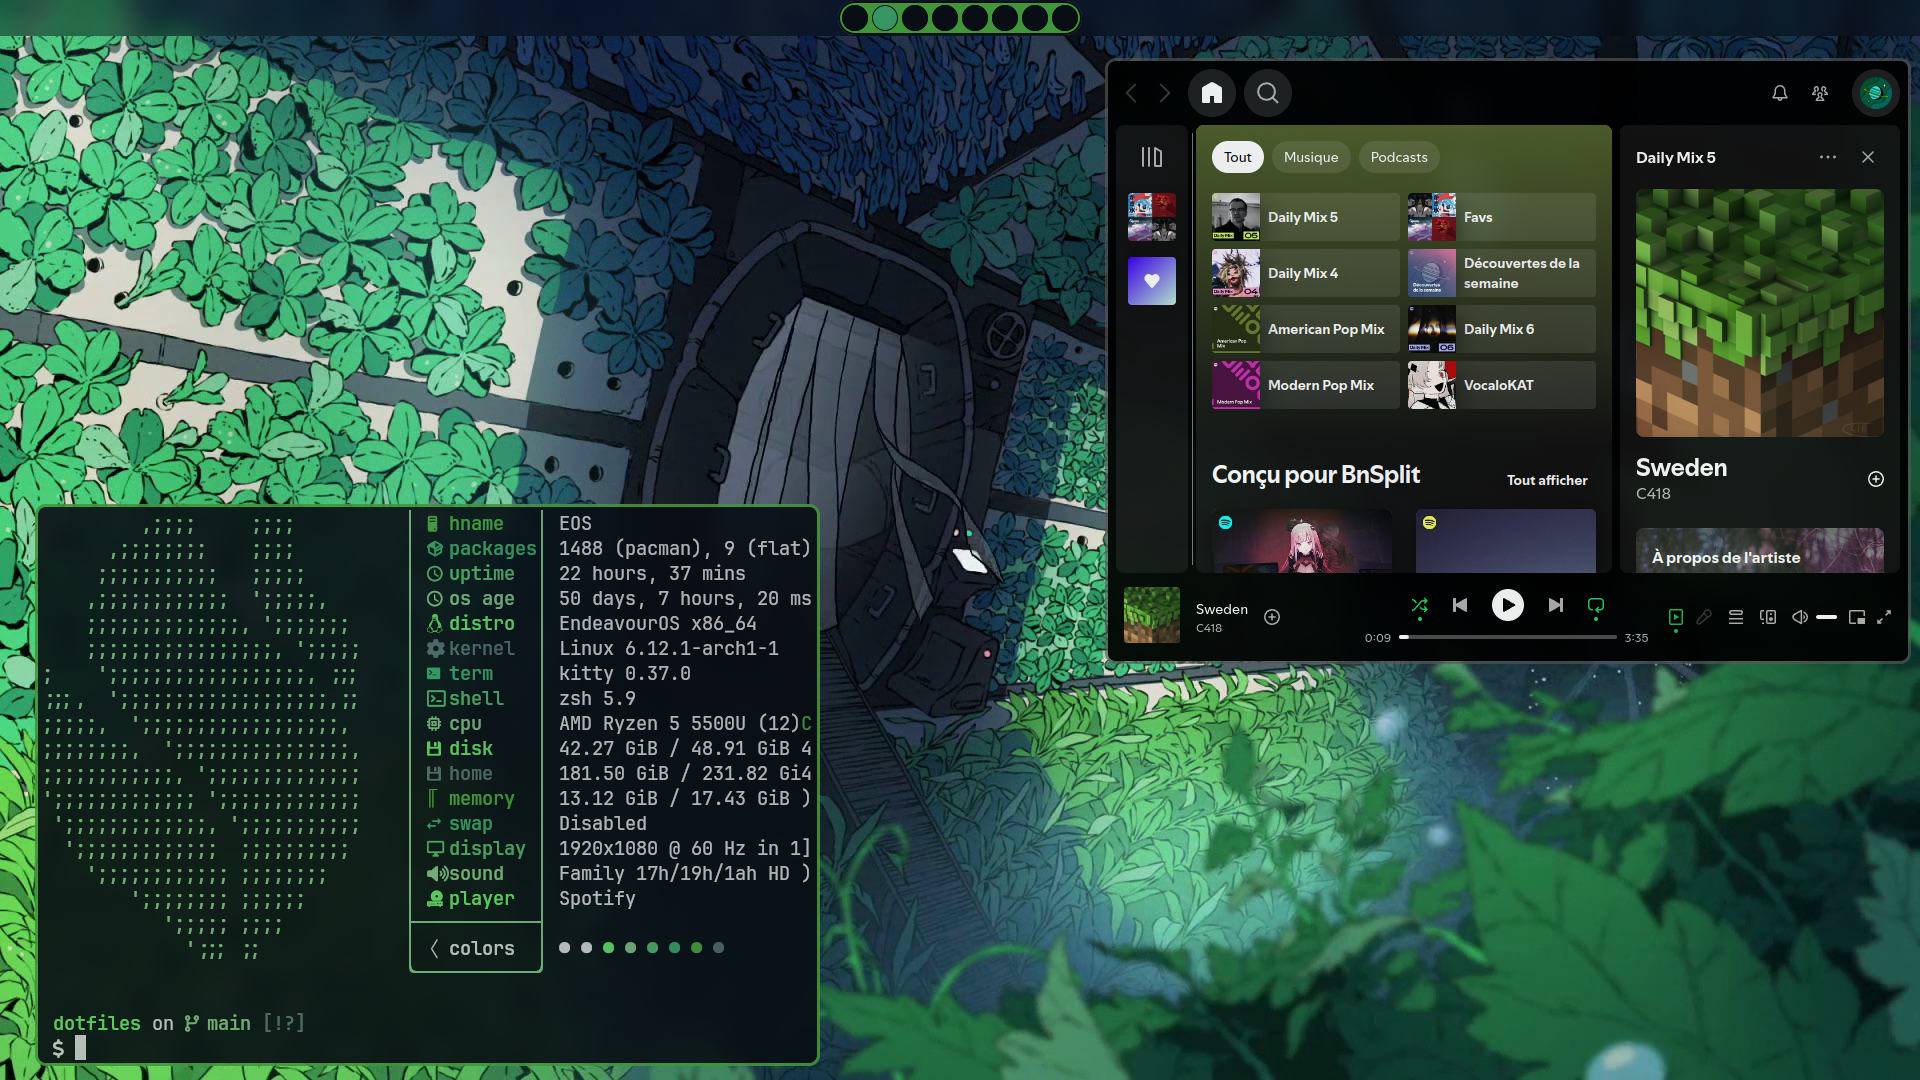 hname EOS
packages 1488 (pacman), 9 (flat)
uptime 22 hours, 37 mins
os age 50 days, 7 hours, 20 ms
distro EndeavourOS x86_64
kernel Linux 6.12.1-arch1-1
term kitty 0.37.0
shell zsh 5.9
cpu AMD Ryzen 5 5500U (12)C
disk 42.27 GiB / 48.91 GiB 4
home 181.50 GiB / 231.82 Gi4
memory 13.12 GiB / 17.43 GiB )
swap Disabled
display 1920x1080 @ 60 Hz in 1]
sound Family 17h/19h/1ah HD )
player Spotify
colors
dotfiles on main [!?]
$
Tout Musique Podcasts
Daily Mix 5
Favs
Daily Mix 4
Découvertes de la
semaine
American Pop Mix
Daily Mix 6
Modern Pop Mix
VocaloKAT
Conçu pour BnSplit
Tout afficher
Daily Mix 5
Sweden
C418
À propos de l'artiste
Sweden
C418
0:09
3:35